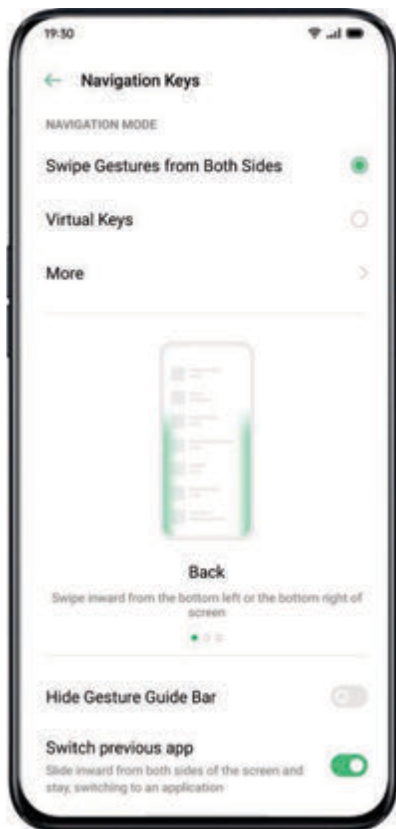 19:30
Navigation Keys
NAVIGATION MODE
Swipe Gestures from Both Sides
Virtual Keys
More
Back
Swipe inward from the bottom left or the bottom right of
screen
Hide Gesture Guide Bar
Switch previous app
Slide inward from both sides of the screen and
stay, switching to an application